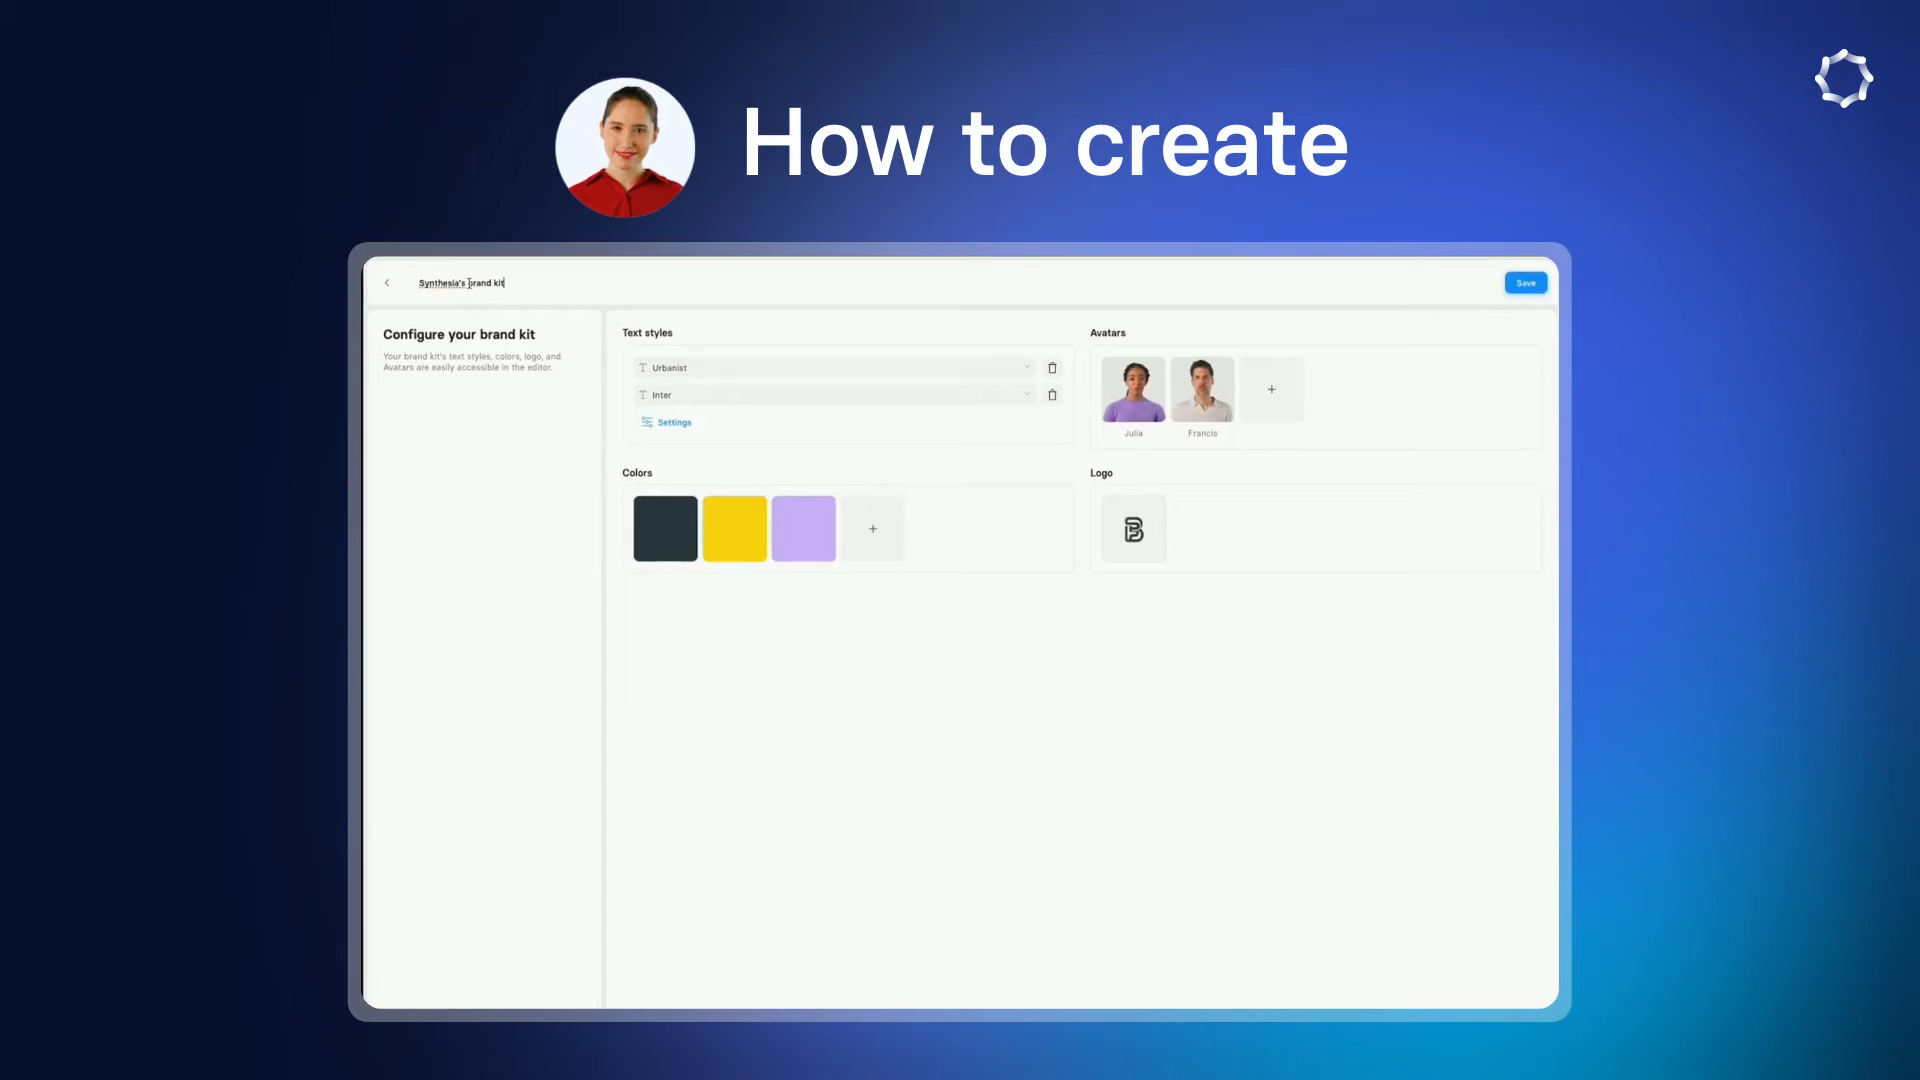 How to create
Synthesia's brand kit
Save
Configure your brand kit
Your brand kit's text styles, colors, logo, and
Avatars are easily accessible in the editor.
Text styles
Urbanist
Inter
Settings
Avatars
Julia
Francis
Colors
Logo
B